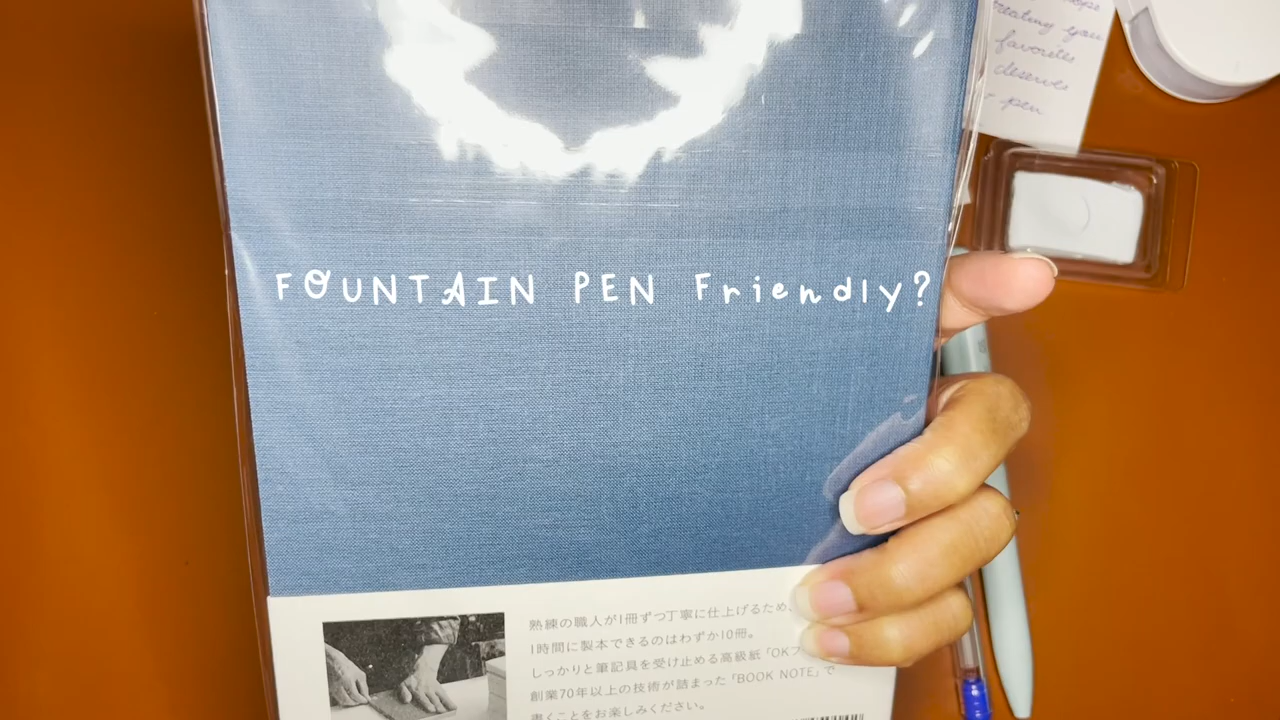 creating you
favorites
deserves
pen
FOUNTAIN PEN Friendly?
熟練の職人が1冊ずつ丁寧に仕上げるため、
1時間に製本できるのはわずか10冊。
しっかりと筆記具を受け止める高級紙「OKフ
創業70年以上の技術が詰まった「BOOK NOTE」で
書くことをお楽しみください。